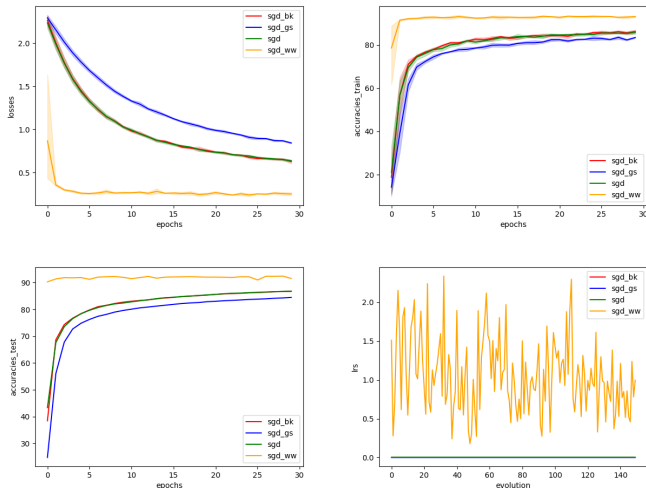 2.0
1.5
1.0
0.5
losses
0
5
10
15
20
25
30
epochs
sgd_bk
sgd_gs
sgd
sgd_ww
80
60
40
20
accuracies_train
0
5
10
15
20
25
30
epochs
sgd_bk
sgd_gs
sgd
sgd_ww
90
80
70
60
50
40
30
accuracies_test
0
5
10
15
20
25
30
epochs
sgd_bk
sgd_gs
sgd
sgd_ww
2.0
1.5
1.0
0.5
0.0
lrs
0
20
40
60
80
100
120
140
evolution
sgd_bk
sgd_gs
sgd
sgd_ww